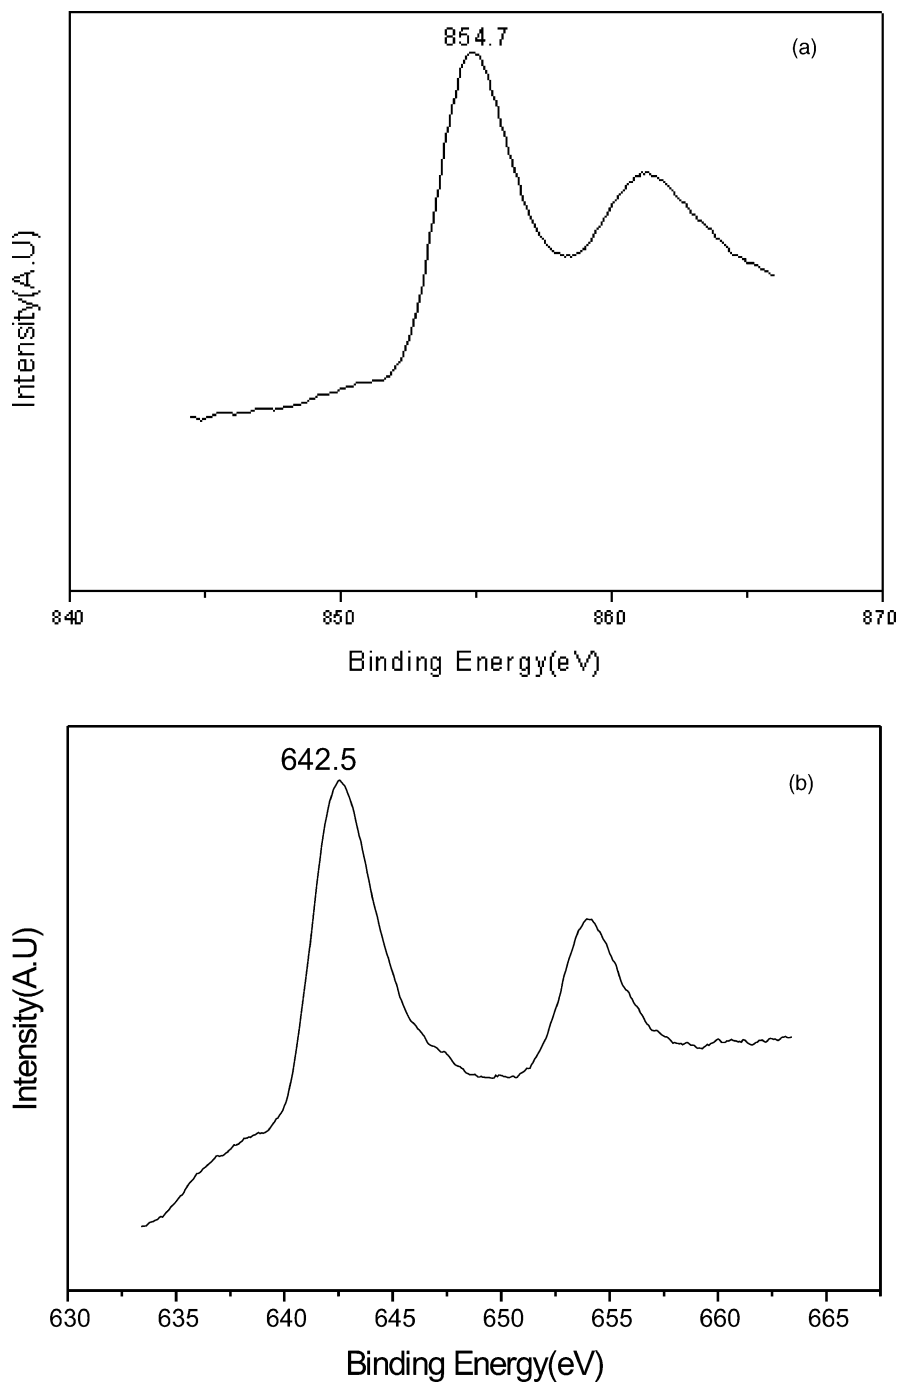 854.7
(a)
Intensity(A.U)
840 850 860 870
Binding Energy(eV)
642.5
(b)
Intensity(A.U)
630 635 640 645 650 655 660 665
Binding Energy(eV)